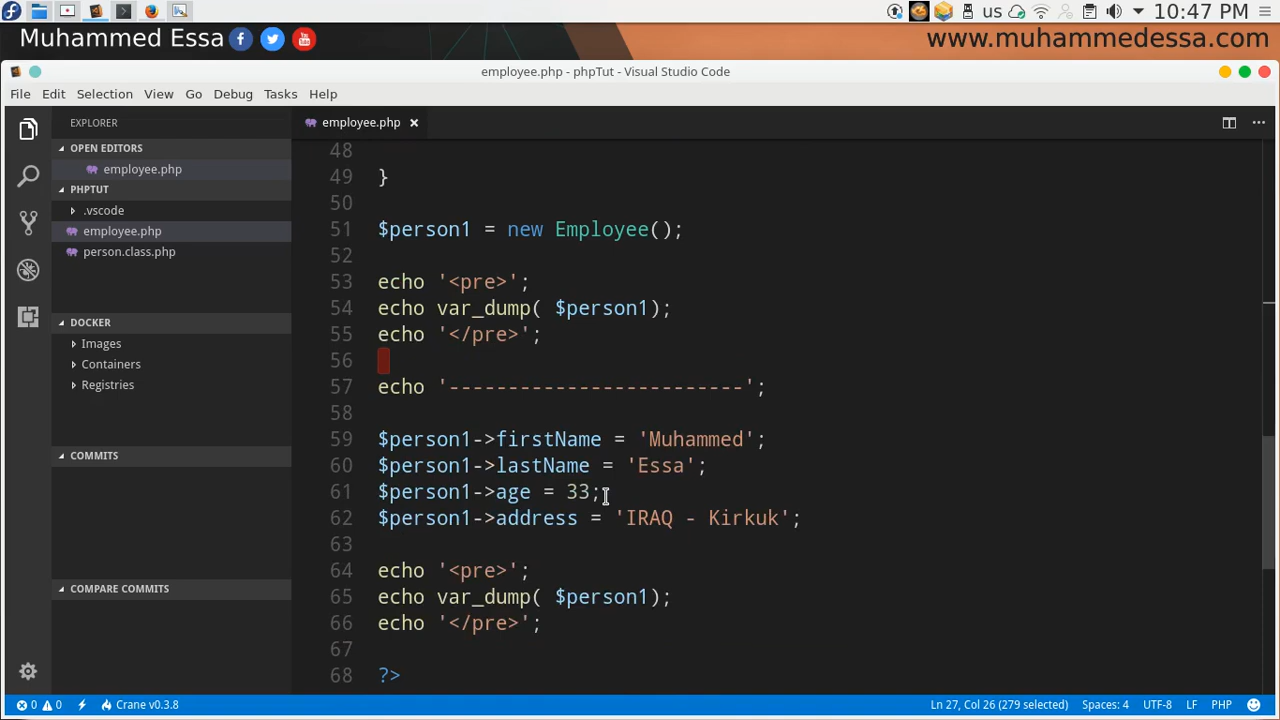 us
10:47 PM
Muhammed Essa
www.muhammedessa.com
employee.php - phpTut - Visual Studio Code
File Edit Selection View Go Debug Tasks Help
EXPLORER
OPEN EDITORS
employee.php
PHPTUT
.vscode
employee.php
person.class.php
DOCKER
Images
Containers
Registries
COMMITS
COMPARE COMMITS
employee.php
48
49 }
50
51 $person1 = new Employee();
52
53 echo '<pre>';
54 echo var_dump( $person1);
55 echo '</pre>';
56
57 echo '-------------------------';
58
59 $person1->firstName = 'Muhammed';
60 $person1->lastName = 'Essa';
61 $person1->age = 33;
62 $person1->address = 'IRAQ - Kirkuk';
63
64 echo '<pre>';
65 echo var_dump( $person1);
66 echo '</pre>';
67
68 ?>
0 0 Crane v0.3.8 Ln 27, Col 26 (279 selected) Spaces: 4 UTF-8 LF PHP